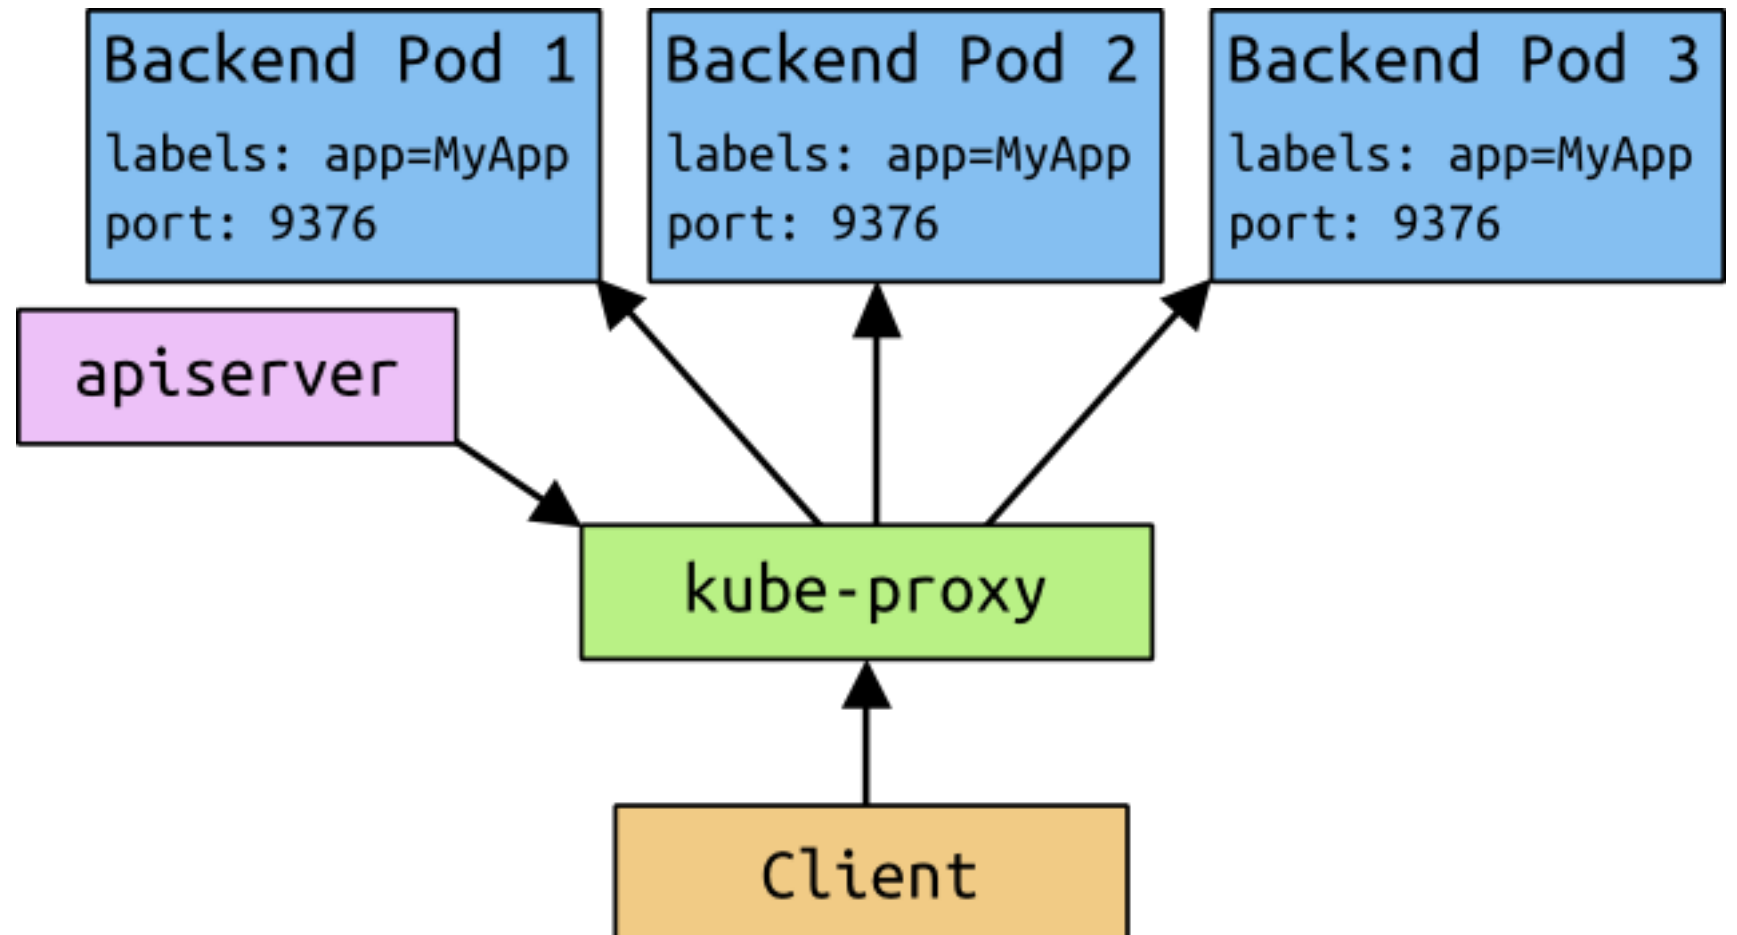 Backend Pod 1
labels: app=MyApp
port: 9376
Backend Pod 2
labels: app=MyApp
port: 9376
Backend Pod 3
labels: app=MyApp
port: 9376
apiserver
kube-proxy
Client